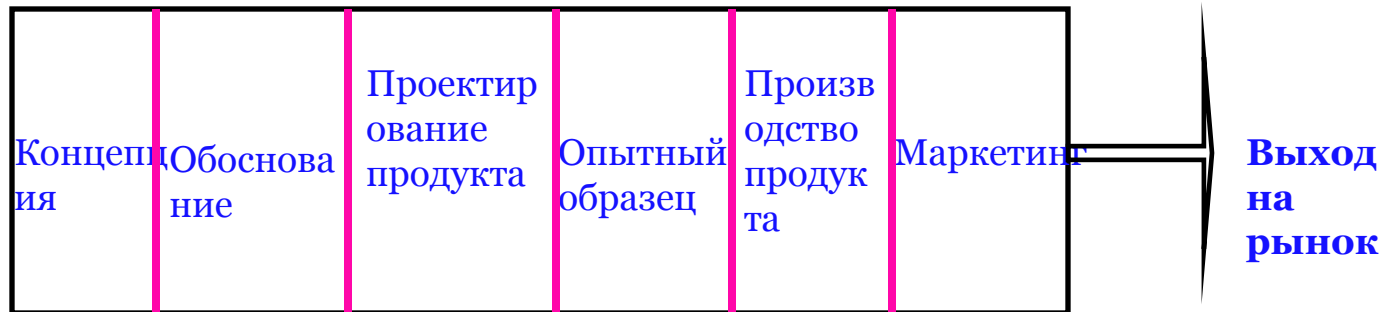 Концепц
ия
Обоснова
ние
Проектир
ование
продукта
Опытный
образец
Произв
одство
продук
та
Маркетинг
Выход
на
рынок